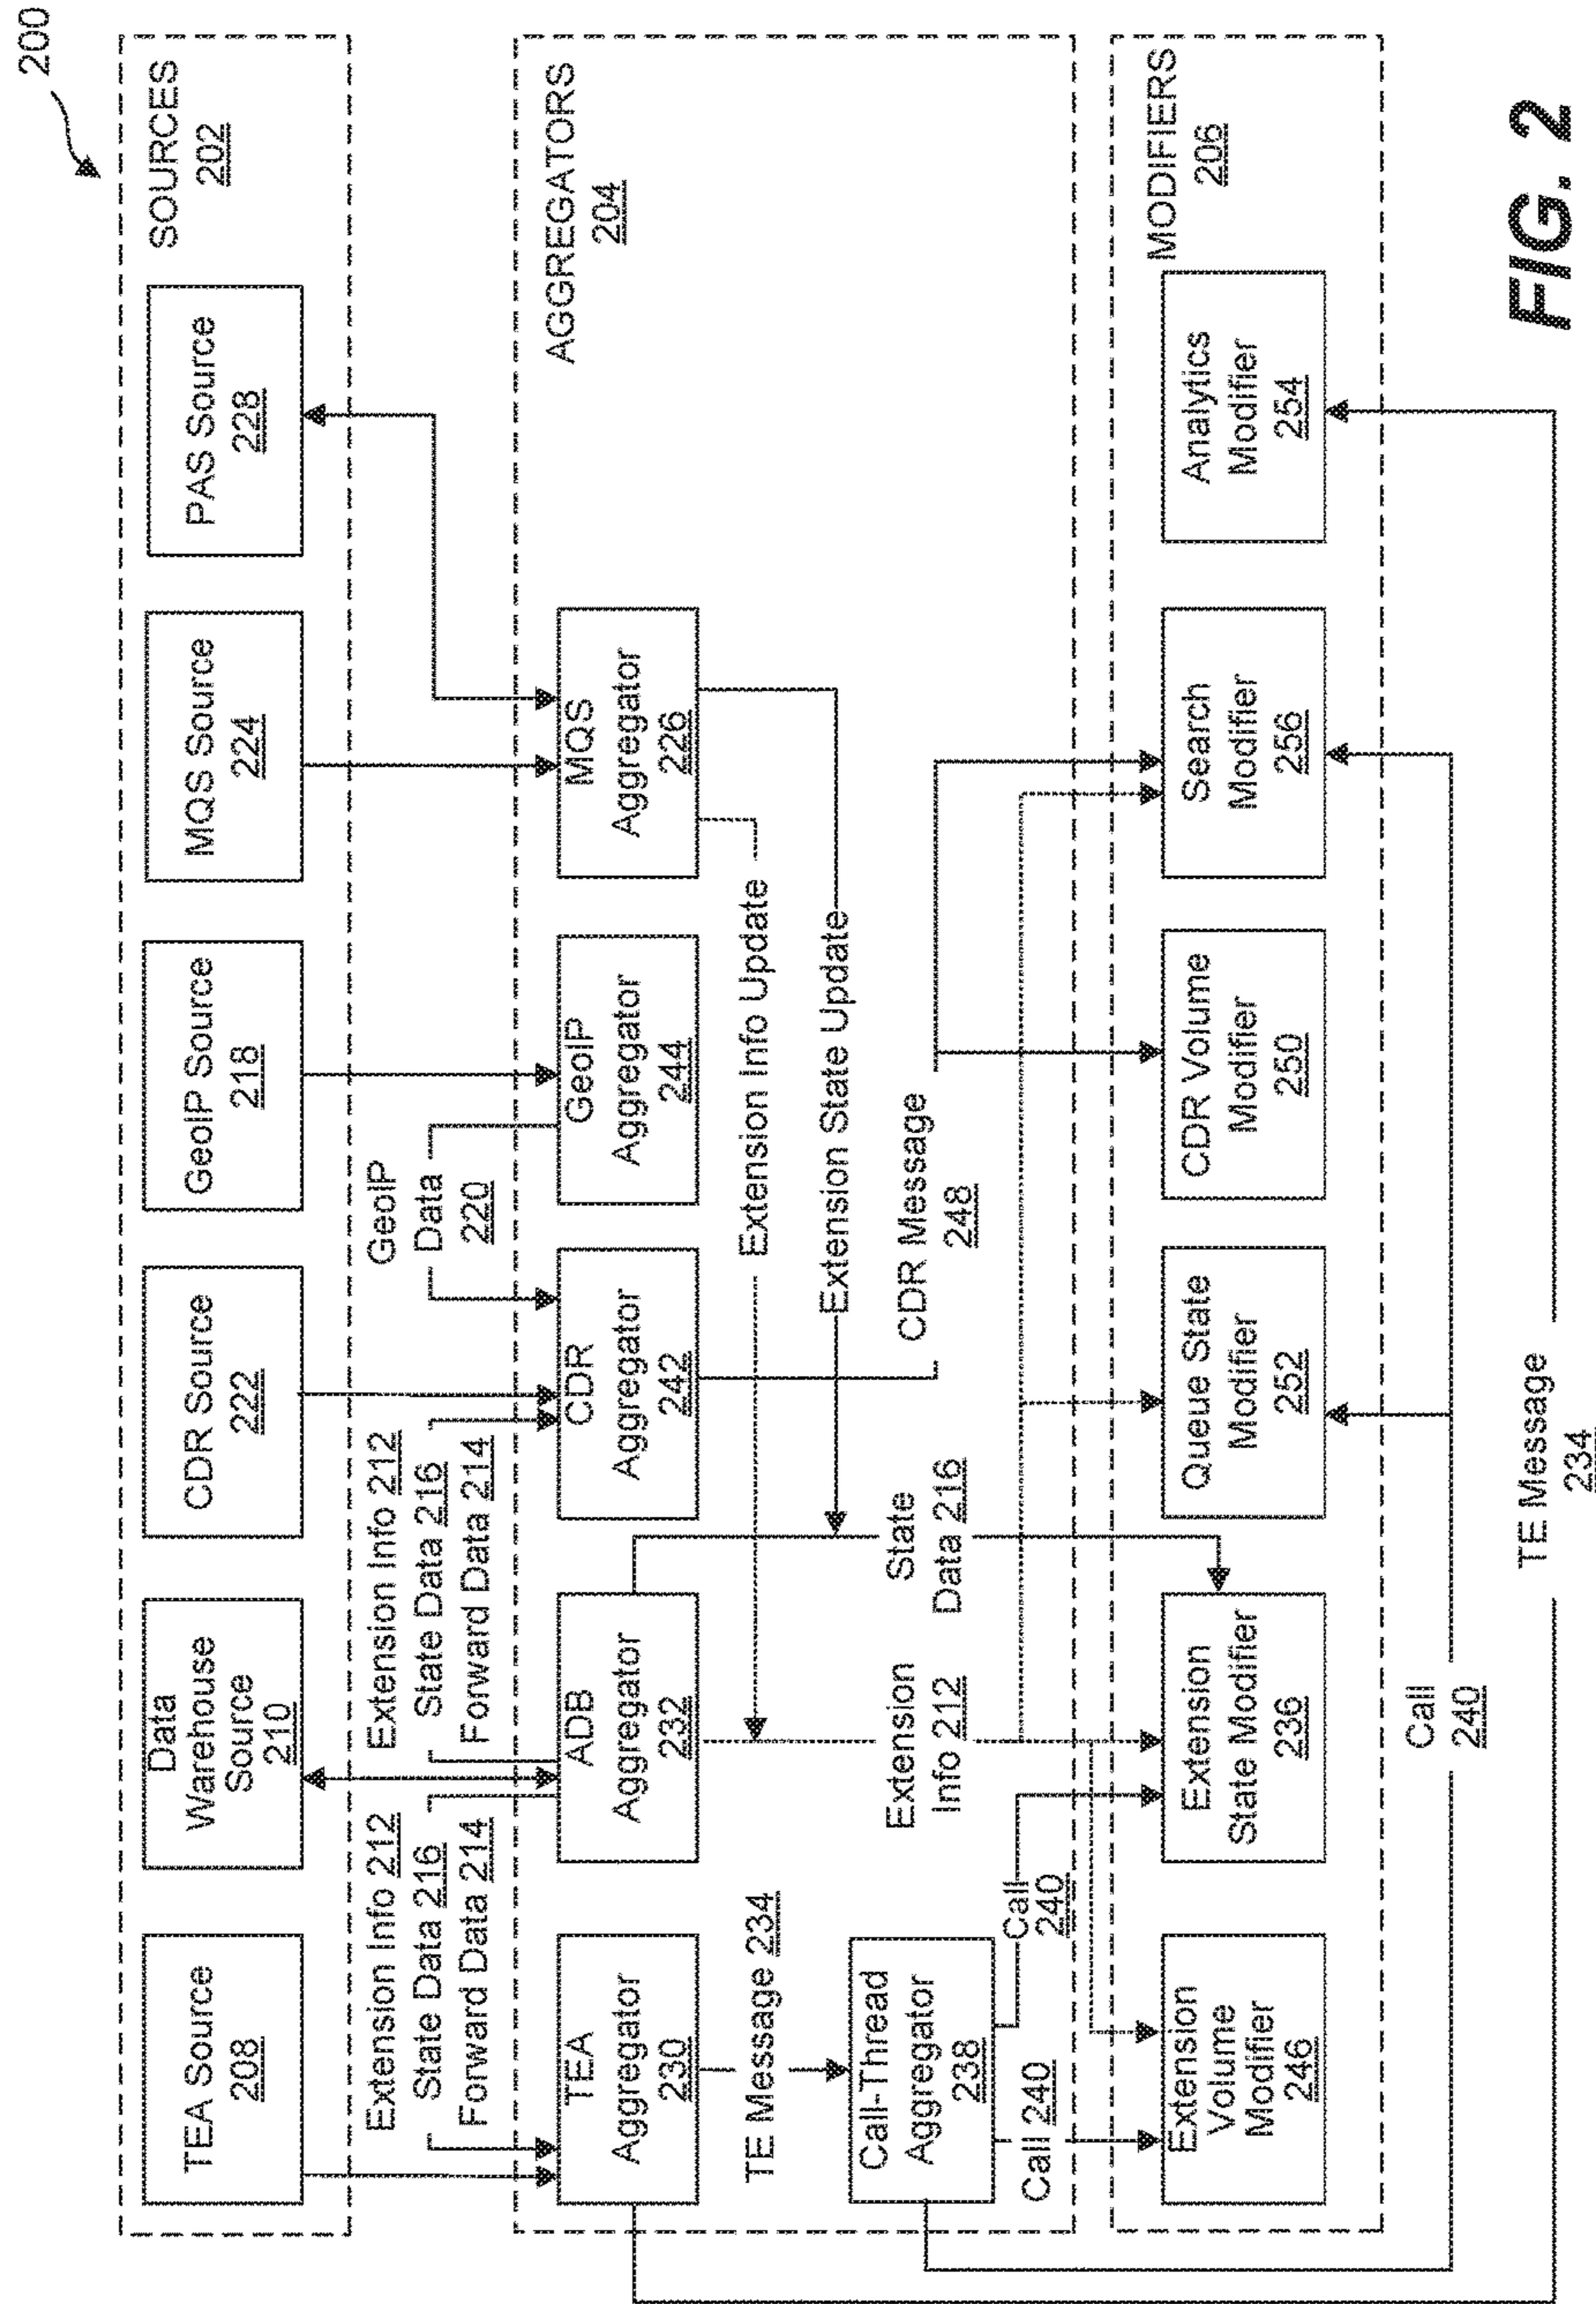 200
SOURCES
202
TEA Source
208
Data
Warehouse
Source
210
CDR Source
222
GeoIP Source
218
MQS Source
224
PAS Source
228
Extension Info 212
State Data 216
Forward Data 214
Extension Info 212
State Data 216
Forward Data 214
GeoIP
Data
220
AGGREGATORS
204
TEA
Aggregator
230
ADB
Aggregator
232
CDR
Aggregator
242
GeoIP
Aggregator
244
MQS
Aggregator
226
TE Message 234
Extension Info Update
Extension State Update
Call-Thread
Aggregator
238
Extension
Info 212
State
Data 216
CDR Message
248
Call 240
Call
240
MODIFIERS
206
Extension
Volume
Modifier
246
Extension
State Modifier
236
Queue State
Modifier
252
CDR Volume
Modifier
250
Search
Modifier
256
Analytics
Modifier
254
Call
240
TE Message
234
FIG. 2